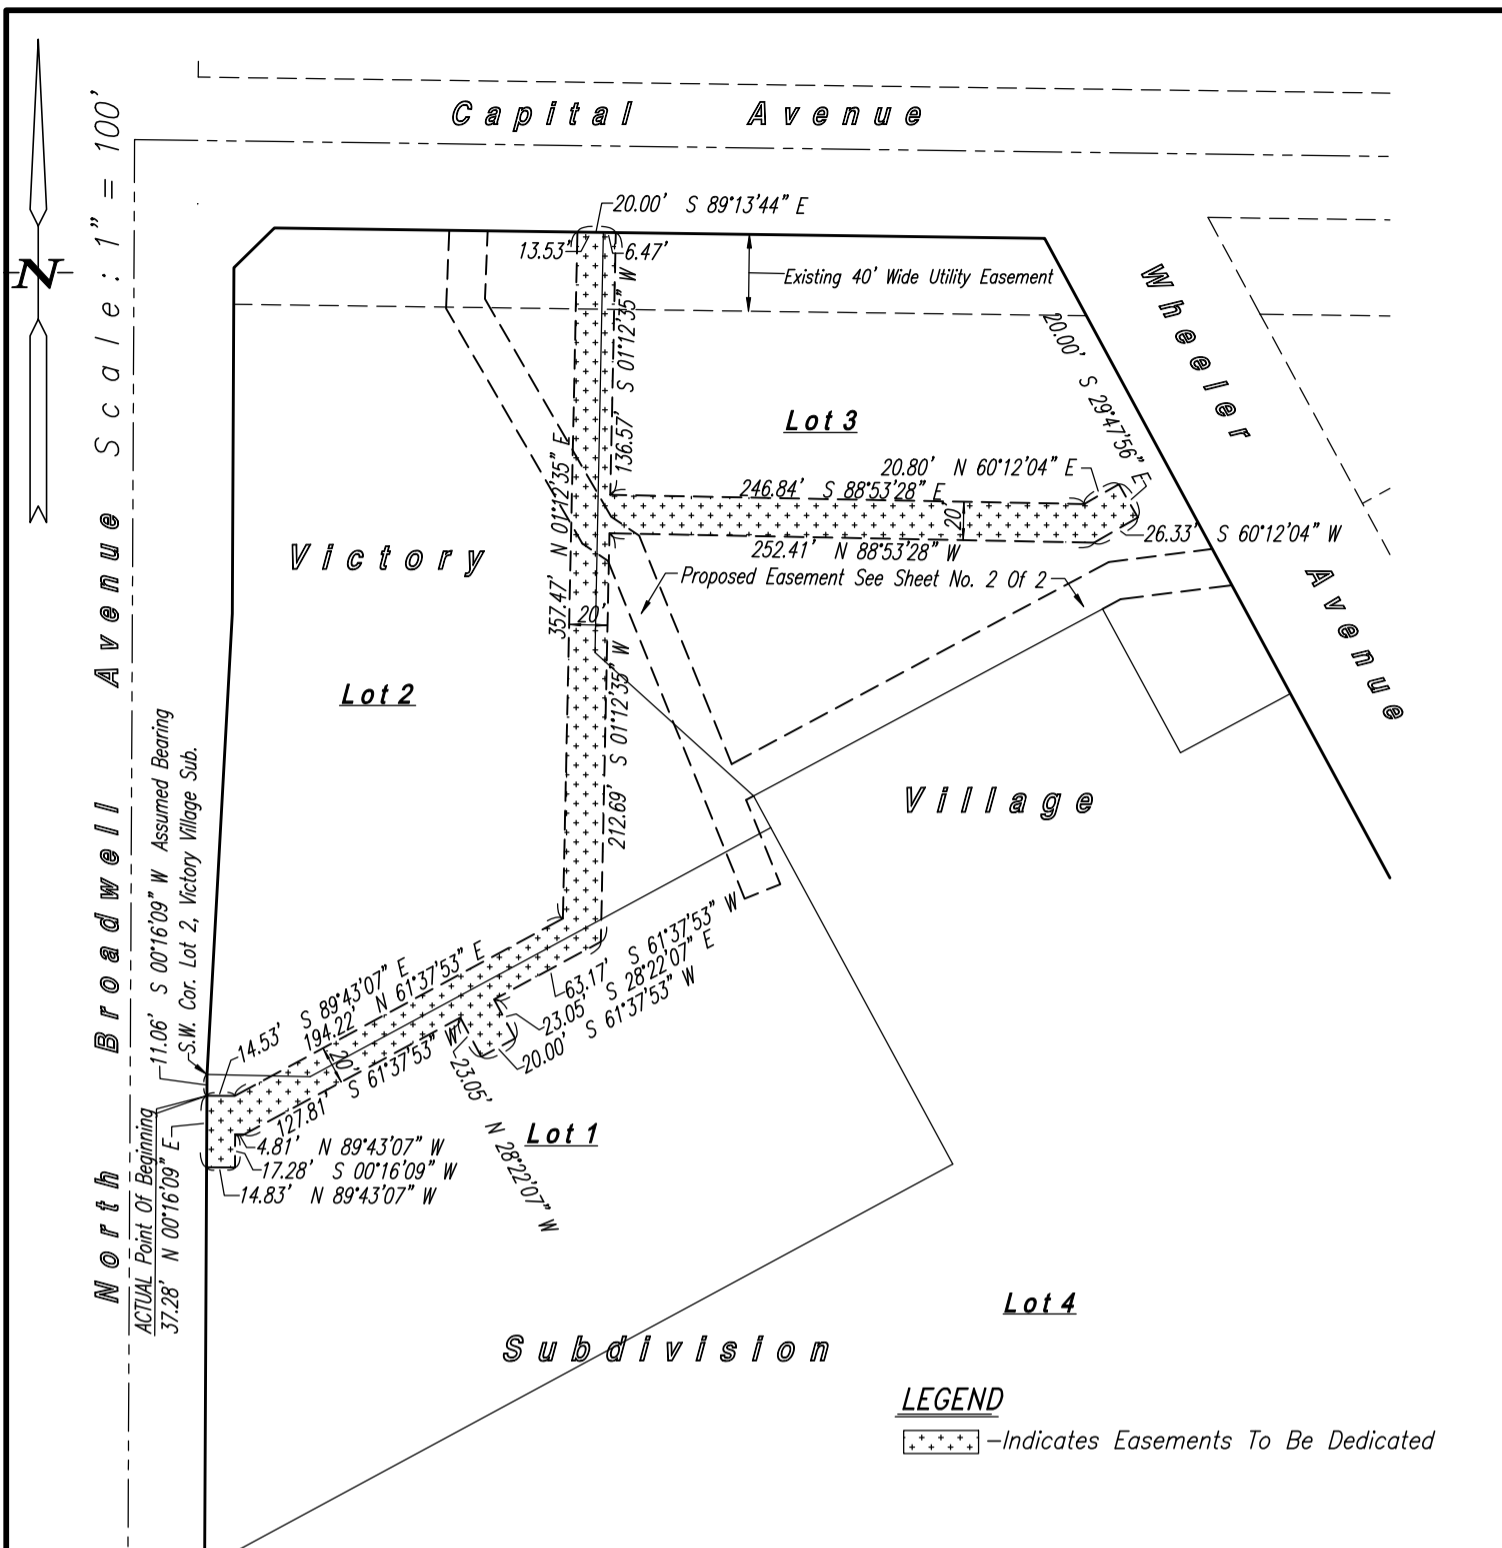 Capital Avenue
Scale: 1" = 100'
N
20.00' S 89°13'44" E
13.53'
6.47'
Existing 40' Wide Utility Easement
Wheeler Avenue
136.57' S 01°12'35" W
20.00' S 29°47'56" E
Lot 3
20.80' N 60°12'04" E
246.84' S 88°53'28" E
20'
26.33' S 60°12'04" W
252.41' N 88°53'28" W
Victory
357.47' N 01°12'35" E
Proposed Easement See Sheet No. 2 Of 2
20'
Lot 2
212.69' S 01°12'35" W
Village
North Broadwell Avenue
11.06' S 00°16'09" W Assumed Bearing
S.W. Cor. Lot 2, Victory Village Sub.
14.53' S 89°43'07" E
194.22' N 61°37'53" E
63.17' S 61°37'53" W
23.05' S 28°22'07" E
20.00' S 61°37'53" W
20'
127.81' S 61°37'53" W
23.05' N 28°22'07" W
Lot 1
4.81' N 89°43'07" W
17.28' S 00°16'09" W
14.83' N 89°43'07" W
ACTUAL Point Of Beginning
37.28' N 00°16'09" E
Lot 4
Subdivision
LEGEND
-Indicates Easements To Be Dedicated